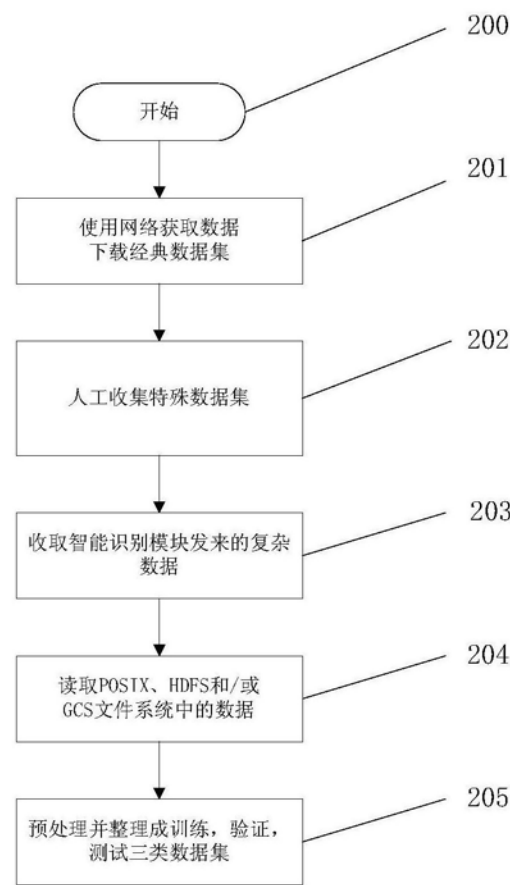 200
开始
201
使用网络获取数据
下载经典数据集
202
人工收集特殊数据集
203
收取智能识别模块发来的复杂
数据
204
读取POSIX、HDFS和/或
GCS文件系统中的数据
205
预处理并整理成训练，验证，
测试三类数据集